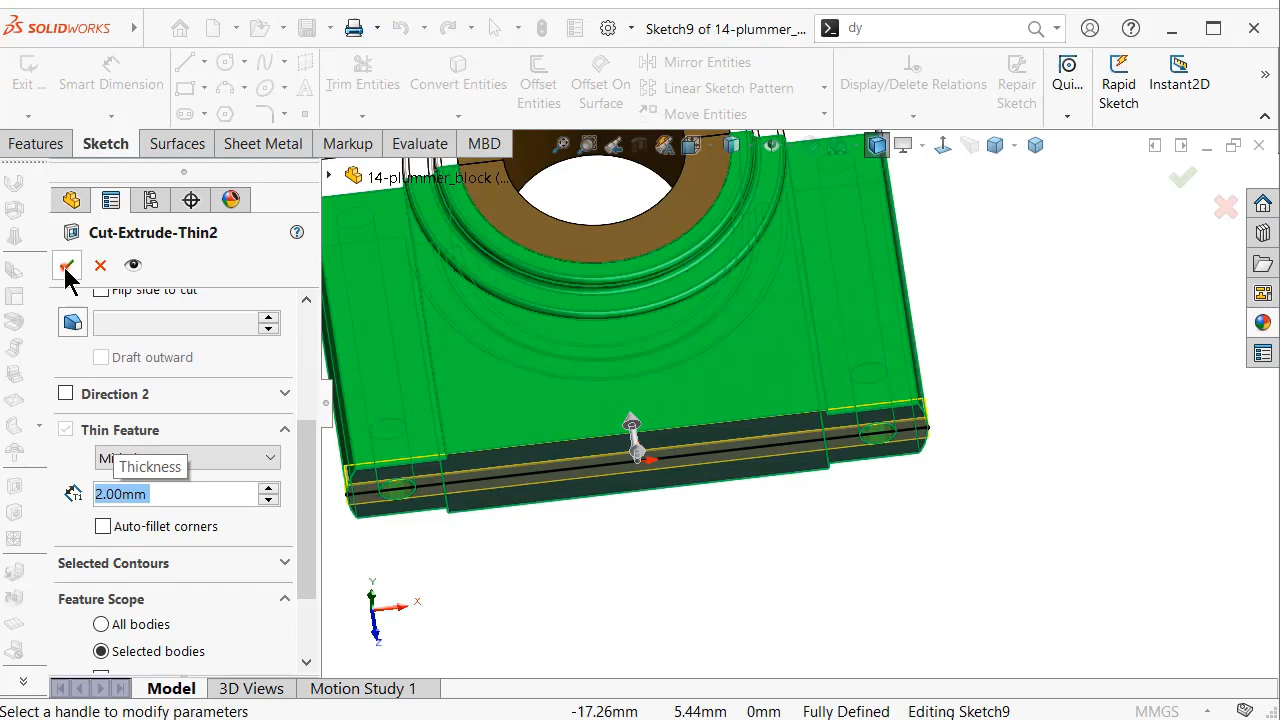 SOLIDWORKS
Sketch9 of 14-plummer_...
dy
Exit ...
Smart Dimension
Trim Entities
Convert Entities
Offset Entities
Offset On Surface
Mirror Entities
Linear Sketch Pattern
Move Entities
Display/Delete Relations
Repair Sketch
Qui...
Rapid Sketch
Instant2D
Features
Sketch
Surfaces
Sheet Metal
Markup
Evaluate
MBD
14-plummer_block (...
Cut-Extrude-Thin2
Flip side to cut
Draft outward
Direction 2
Thin Feature
Thickness
2.00mm
Auto-fillet corners
Selected Contours
Feature Scope
All bodies
Selected bodies
Y
X
Z
Model
3D Views
Motion Study 1
Select a handle to modify parameters
-17.26mm
5.44mm
0mm
Fully Defined
Editing Sketch9
MMGS